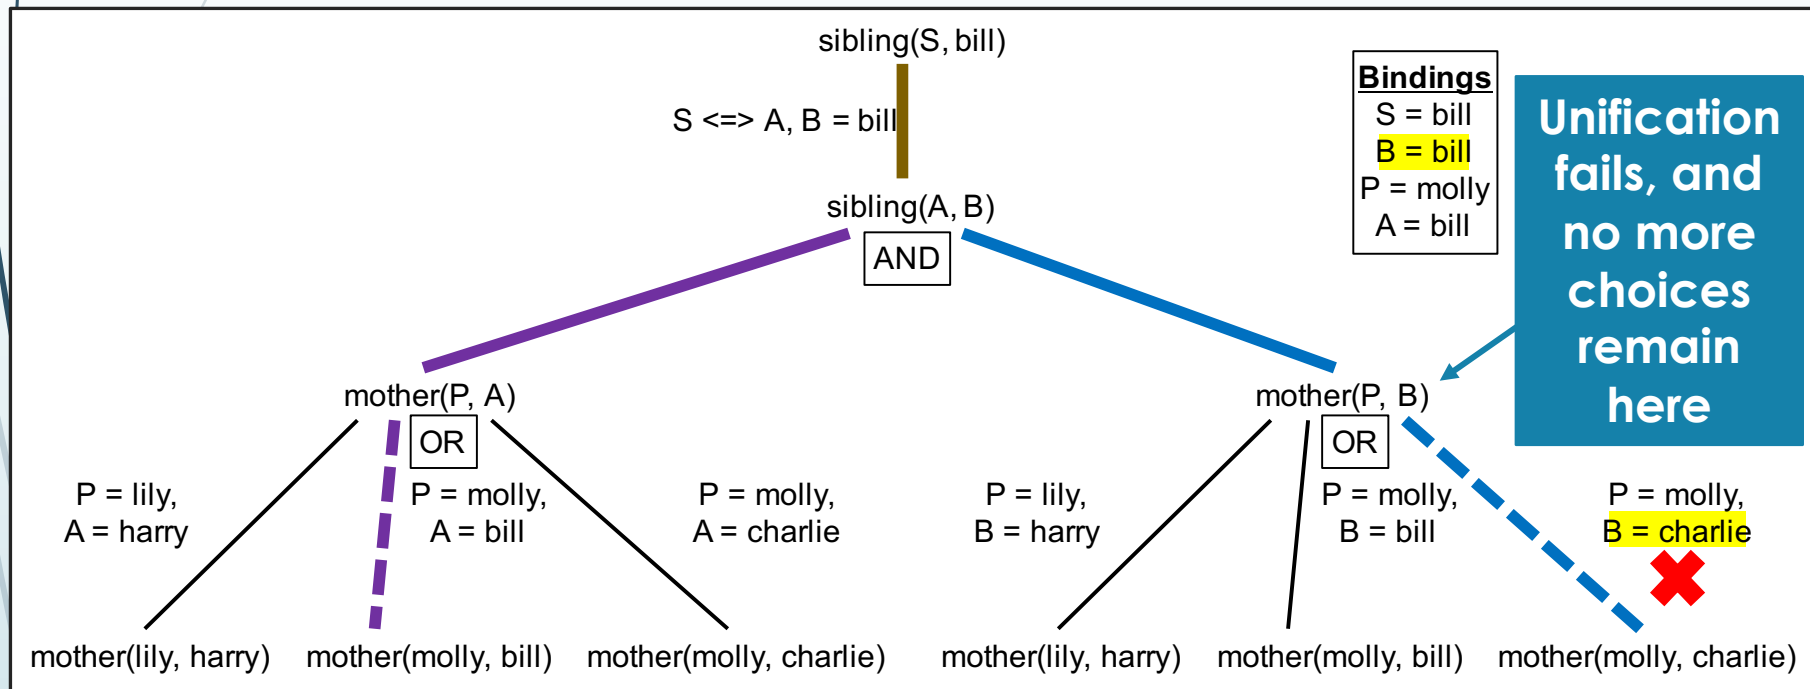 sibling(S, bill)
S <=> A, B = bill
sibling(A, B)
AND
Bindings
S = bill
B = bill
P = molly
A = bill
Unification
fails, and
no more
choices
remain
here
mother(P, A)
OR
mother(P, B)
OR
P = lily,
A = harry
P = molly,
A = bill
P = molly,
A = charlie
P = lily,
B = harry
P = molly,
B = bill
P = molly,
B = charlie
mother(lily, harry)
mother(molly, bill)
mother(molly, charlie)
mother(lily, harry)
mother(molly, bill)
mother(molly, charlie)